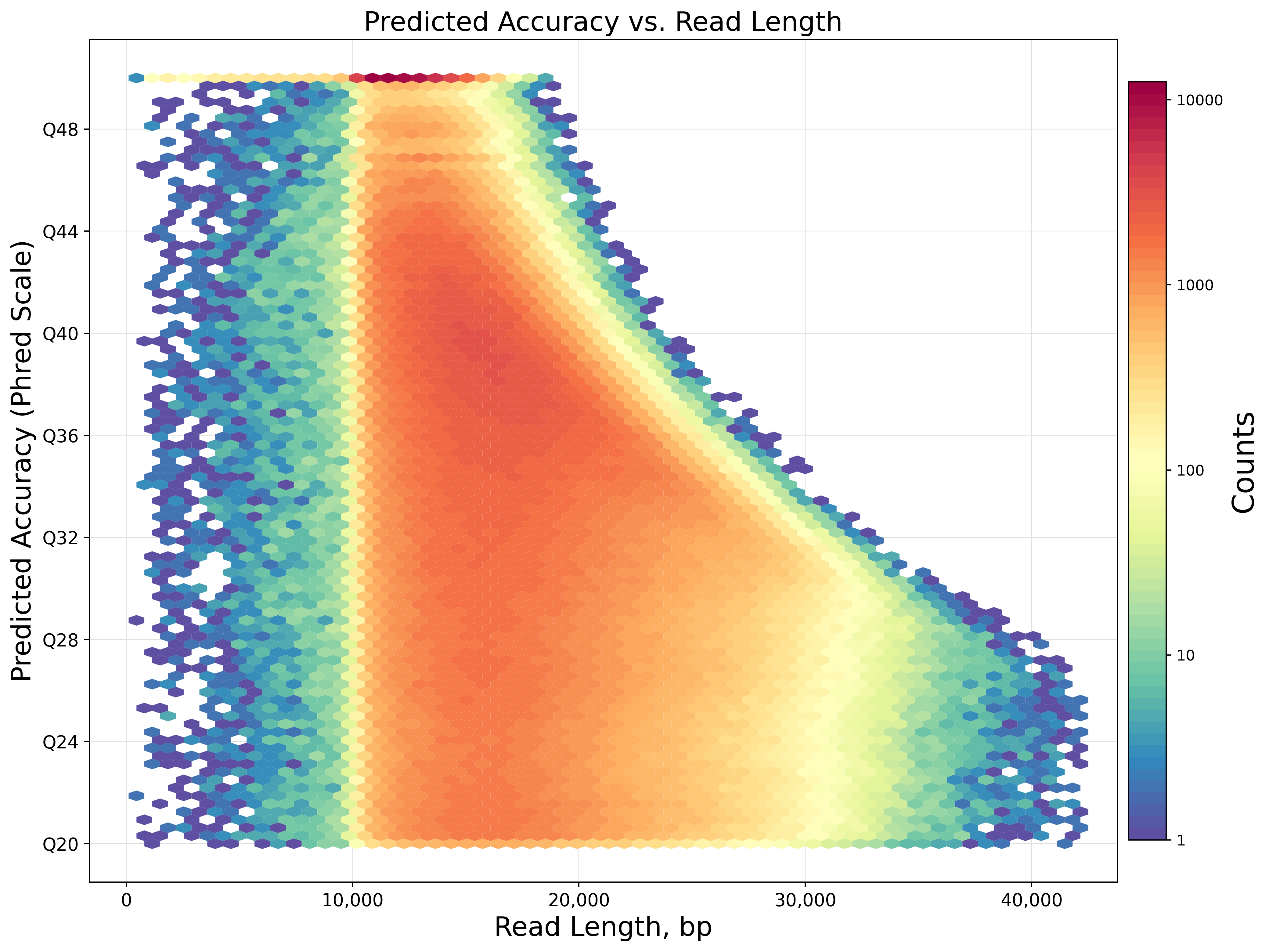 Predicted Accuracy vs. Read Length
Predicted Accuracy (Phred Scale)
Q48
Q44
Q40
Q36
Q32
Q28
Q24
Q20
0
10,000
20,000
30,000
40,000
Read Length, bp
10000
1000
100
10
1
Counts